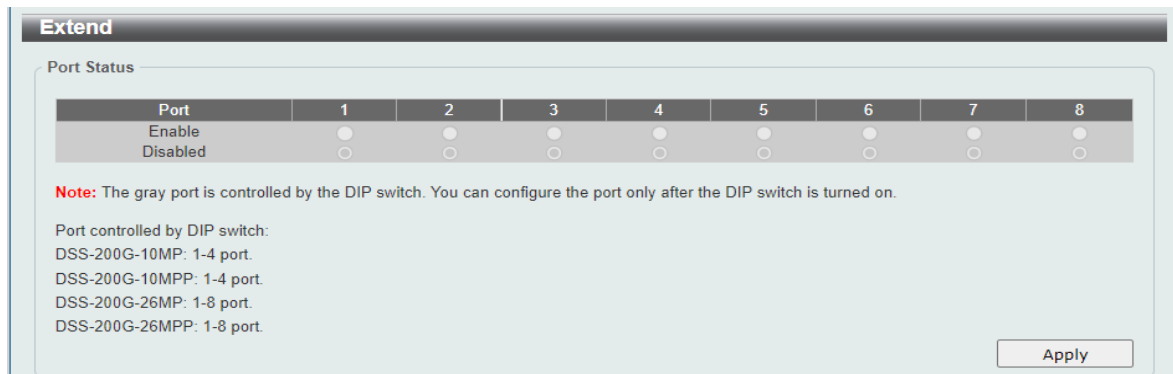 Extend
Port Status
Port 1 2 3 4 5 6 7 8
Enable
Disabled
Note: The gray port is controlled by the DIP switch. You can configure the port only after the DIP switch is turned on.
Port controlled by DIP switch:
DSS-200G-10MP: 1-4 port.
DSS-200G-10MPP: 1-4 port.
DSS-200G-26MP: 1-8 port.
DSS-200G-26MPP: 1-8 port.
Apply